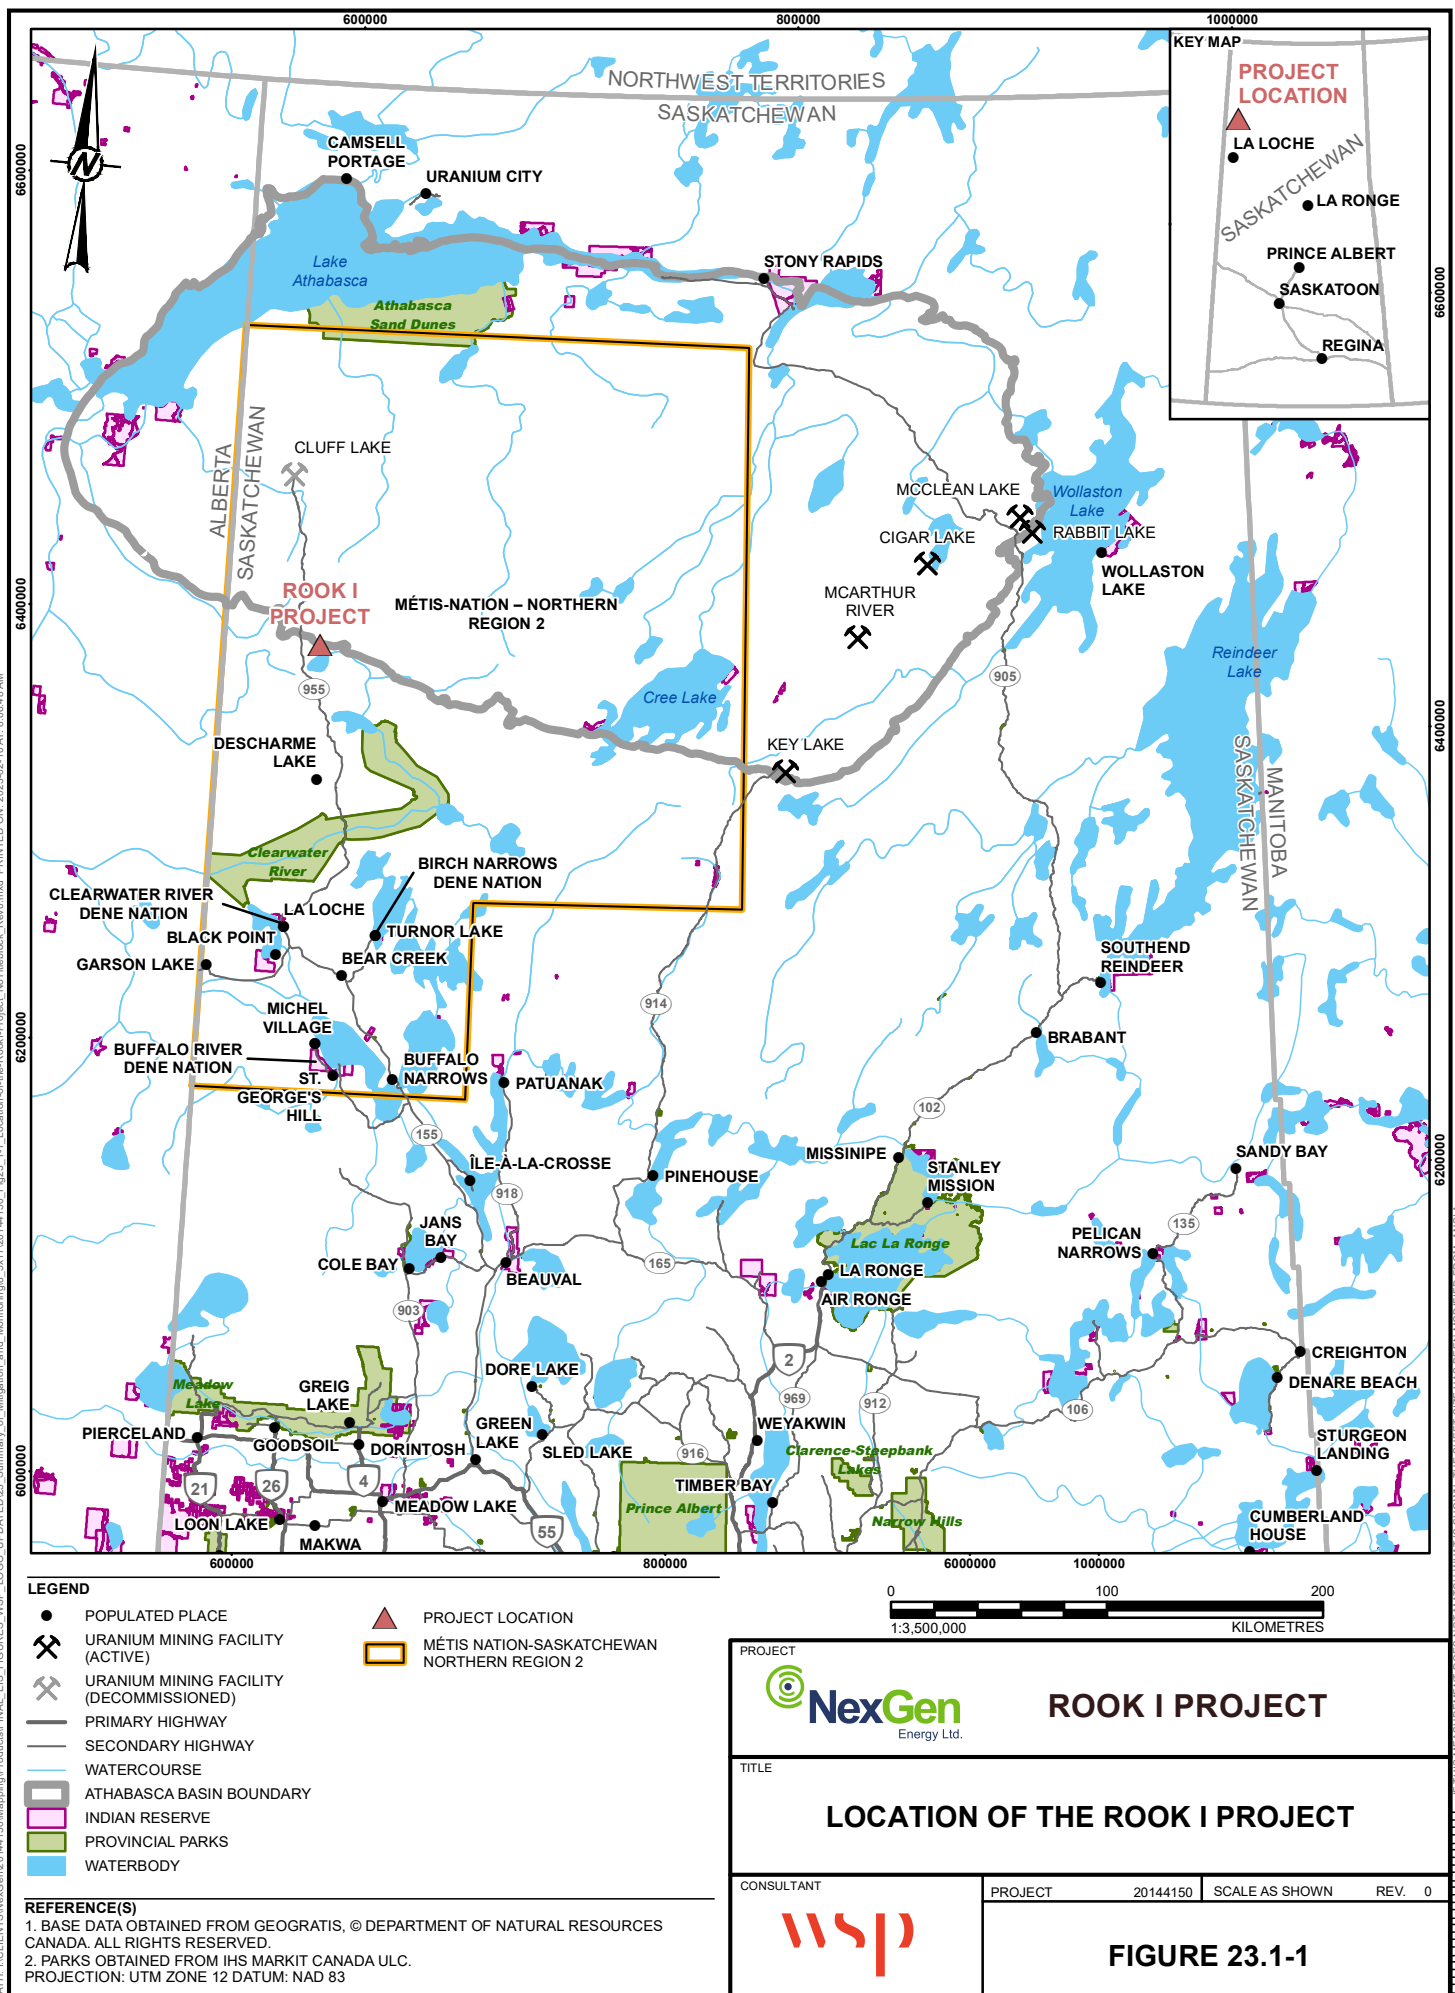 600000
800000
1000000
KEY MAP
PROJECT
LOCATION
LA LOCHE
SASKATCHEWAN
LA RONGE
PRINCE ALBERT
SASKATOON
REGINA
NORTHWEST TERRITORIES
SASKATCHEWAN
N
6600000
CAMSELL
PORTAGE
URANIUM CITY
Lake
Athabasca
STONY RAPIDS
6600000
Athabasca
Sand Dunes
CLUFF LAKE
ALBERTA
SASKATCHEWAN
MCCLEAN LAKE
Wollaston
Lake
RABBIT LAKE
CIGAR LAKE
WOLLASTON
LAKE
MCARTHUR
RIVER
ROOK I
PROJECT
MÉTIS-NATION – NORTHERN
REGION 2
6400000
Reindeer
Lake
955
905
Cree Lake
6400000
DESCHARME
LAKE
KEY LAKE
SASKATCHEWAN
MANITOBA
Clearwater
River
BIRCH NARROWS
DENE NATION
CLEARWATER RIVER
DENE NATION
LA LOCHE
TURNOR LAKE
BLACK POINT
BEAR CREEK
GARSON LAKE
SOUTHEND
REINDEER
914
MICHEL
VILLAGE
6200000
BRABANT
BUFFALO RIVER
DENE NATION
BUFFALO
NARROWS
ST.
GEORGE'S
HILL
PATUANAK
102
155
MISSINIPE
SANDY BAY
6200000
ÎLE-À-LA-CROSSE
STANLEY
MISSION
PINEHOUSE
918
135
JANS
BAY
PELICAN
NARROWS
Lac La Ronge
COLE BAY
165
BEAUVAL
LA RONGE
AIR RONGE
903
2
CREIGHTON
DORE LAKE
DENARE BEACH
Meadow
Lake
GREIG
LAKE
969
912
106
PIERCELAND
GOODSOIL
DORINTOSH
GREEN
LAKE
SLED LAKE
WEYAKWIN
916
Clarence-Steepbank
Lakes
STURGEON
LANDING
6000000
21
26
4
TIMBER BAY
MEADOW LAKE
Prince Albert
Narrow Hills
LOON LAKE
MAKWA
55
CUMBERLAND
HOUSE
600000
800000
6000000
1000000
LEGEND
POPULATED PLACE
URANIUM MINING FACILITY
(ACTIVE)
URANIUM MINING FACILITY
(DECOMMISSIONED)
PRIMARY HIGHWAY
SECONDARY HIGHWAY
WATERCOURSE
ATHABASCA BASIN BOUNDARY
INDIAN RESERVE
PROVINCIAL PARKS
WATERBODY
PROJECT LOCATION
MÉTIS NATION-SASKATCHEWAN
NORTHERN REGION 2
0 100 200
1:3,500,000 KILOMETRES
REFERENCE(S)
1. BASE DATA OBTAINED FROM GEOGRATIS, © DEPARTMENT OF NATURAL RESOURCES
CANADA. ALL RIGHTS RESERVED.
2. PARKS OBTAINED FROM IHS MARKIT CANADA ULC.
PROJECTION: UTM ZONE 12 DATUM: NAD 83
PROJECT
NexGen
Energy Ltd.
ROOK I PROJECT
TITLE
LOCATION OF THE ROOK I PROJECT
CONSULTANT
wsp
PROJECT 20144150 SCALE AS SHOWN REV. 0
FIGURE 23.1-1